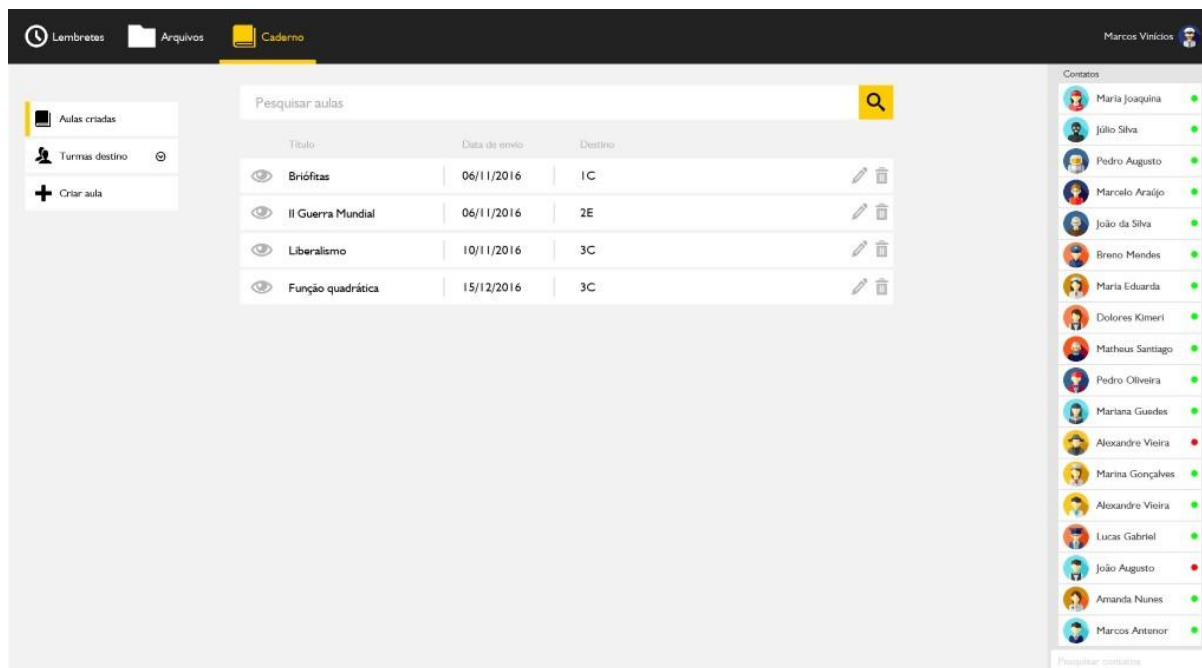 Lembretes Arquivos Caderno Marcos Vinícios
Aulas criadas
Turmas destino
Criar aula
Pesquisar aulas
Título Data de envio Destino
Briófitas 06/11/2016 1C
II Guerra Mundial 06/11/2016 2E
Liberalismo 10/11/2016 3C
Função quadrática 15/12/2016 3C
Contatos
Maria Joaquina
Júlio Silva
Pedro Augusto
Marcelo Araújo
João da Silva
Breno Mendes
Maria Eduarda
Dolores Kimeri
Matheus Santiago
Pedro Oliveira
Mariana Guedes
Alexandre Vieira
Marina Gonçalves
Alexandre Vieira
Lucas Gabriel
João Augusto
Amanda Nunes
Marcos Antenor
Pesquisar contatos